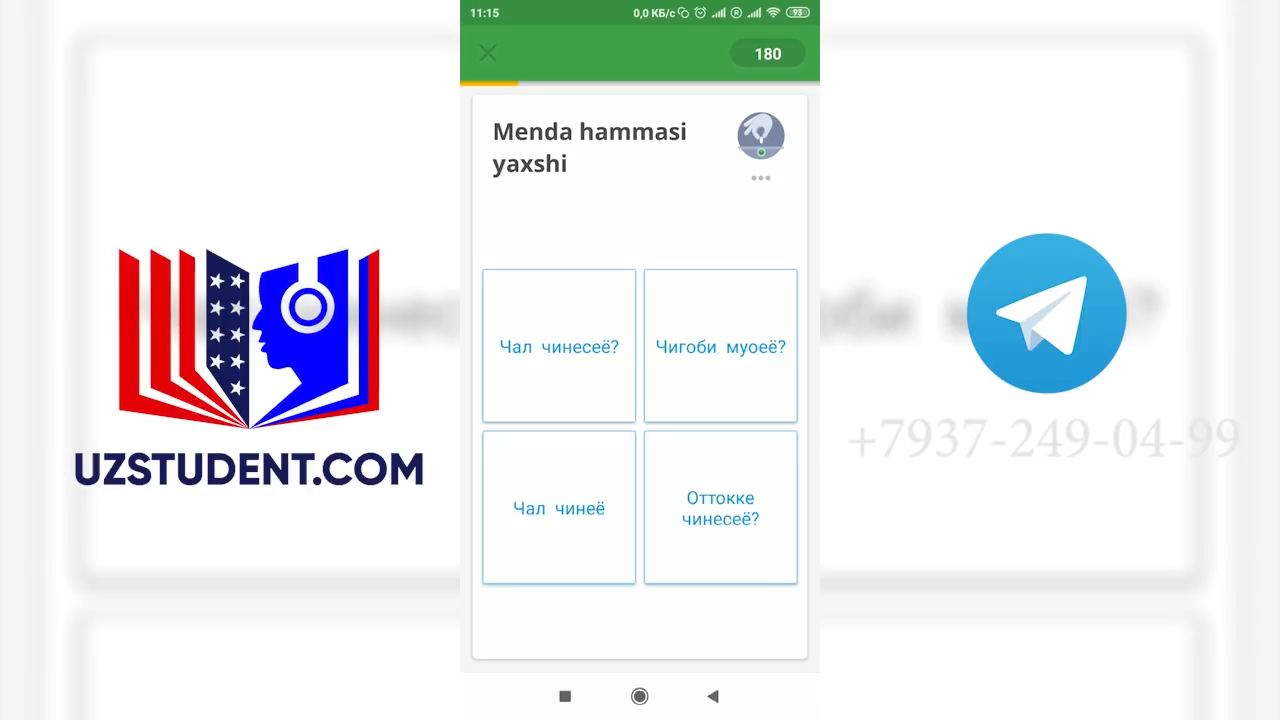 11:15
0,0 КБ/с
R
93
180
Menda hammasi
yaxshi
Чал чинесеё?
Чигоби муоеё?
Чал чинеё
Оттокке
чинесеё?
UZSTUDENT.COM
+7937-249-04-99